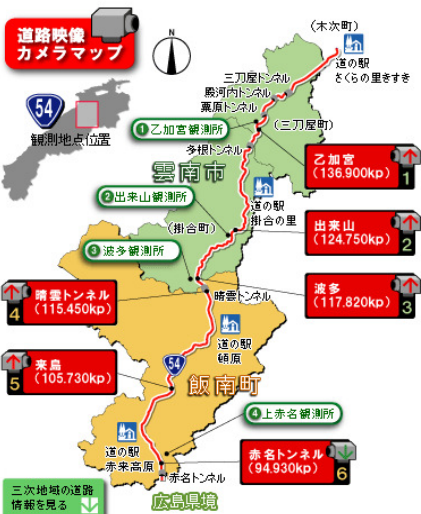 道路映像
カメラマップ
N
(木次町)
道の駅
さくらの里きすき
三刀屋トンネル
殿河内トンネル
粟原トンネル
54
観測地点位置
①乙加宮観測所
(三刀屋町)
多根トンネル
乙加宮
(136.900kp)
1
雲南市
②出来山観測所
道の駅
掛合の里
出来山
(124.750kp)
2
(掛合町)
③波多観測所
波多
(117.820kp)
3
晴雲トンネル
(115.450kp)
4
晴雲トンネル
道の駅
頓原
54
来島
(105.730kp)
5
飯南町
④上赤名観測所
道の駅
赤来高原
赤名トンネル
(94.930kp)
6
赤名トンネル
三次地域の道路
情報を見る
広島県境